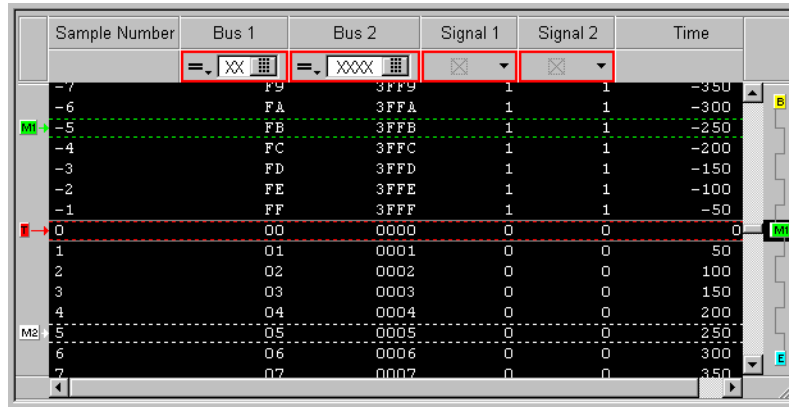 Sample Number Bus 1 Bus 2 Signal 1 Signal 2 Time
= XX = XXXX
-7 F9 3FF9 1 1 -350
-6 FA 3FFA 1 1 -300 B
M1 -5 FB 3FFB 1 1 -250
-4 FC 3FFC 1 1 -200
-3 FD 3FFD 1 1 -150
-2 FE 3FFE 1 1 -100
-1 FF 3FFF 1 1 -50
T 0 00 0000 0 0 0 M1
1 01 0001 0 0 50
2 02 0002 0 0 100
3 03 0003 0 0 150
4 04 0004 0 0 200
M2 5 05 0005 0 0 250
6 06 0006 0 0 300 E
7 07 0007 0 0 350